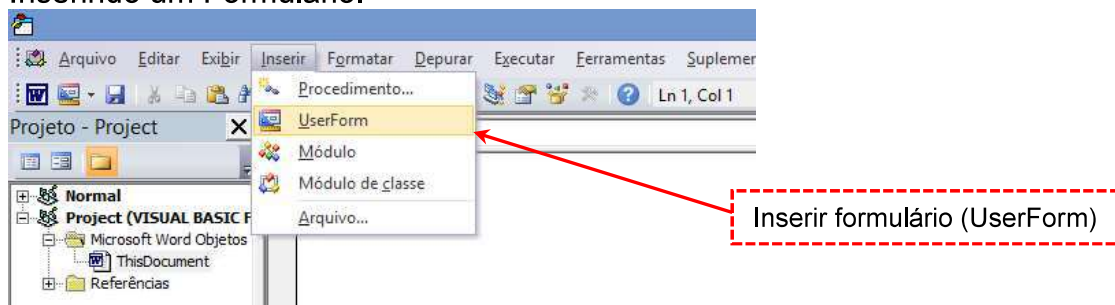 Inserindo um Formulário:
Arquivo Editar Exibir Inserir Formatar Depurar Executar Ferramentas Suplemen
Ln 1, Col 1
Procedimento...
UserForm
Módulo
Módulo de classe
Arquivo...
Projeto - Project
Normal
Project (VISUAL BASIC F
Microsoft Word Objetos
ThisDocument
Referências
Inserir formulário (UserForm)